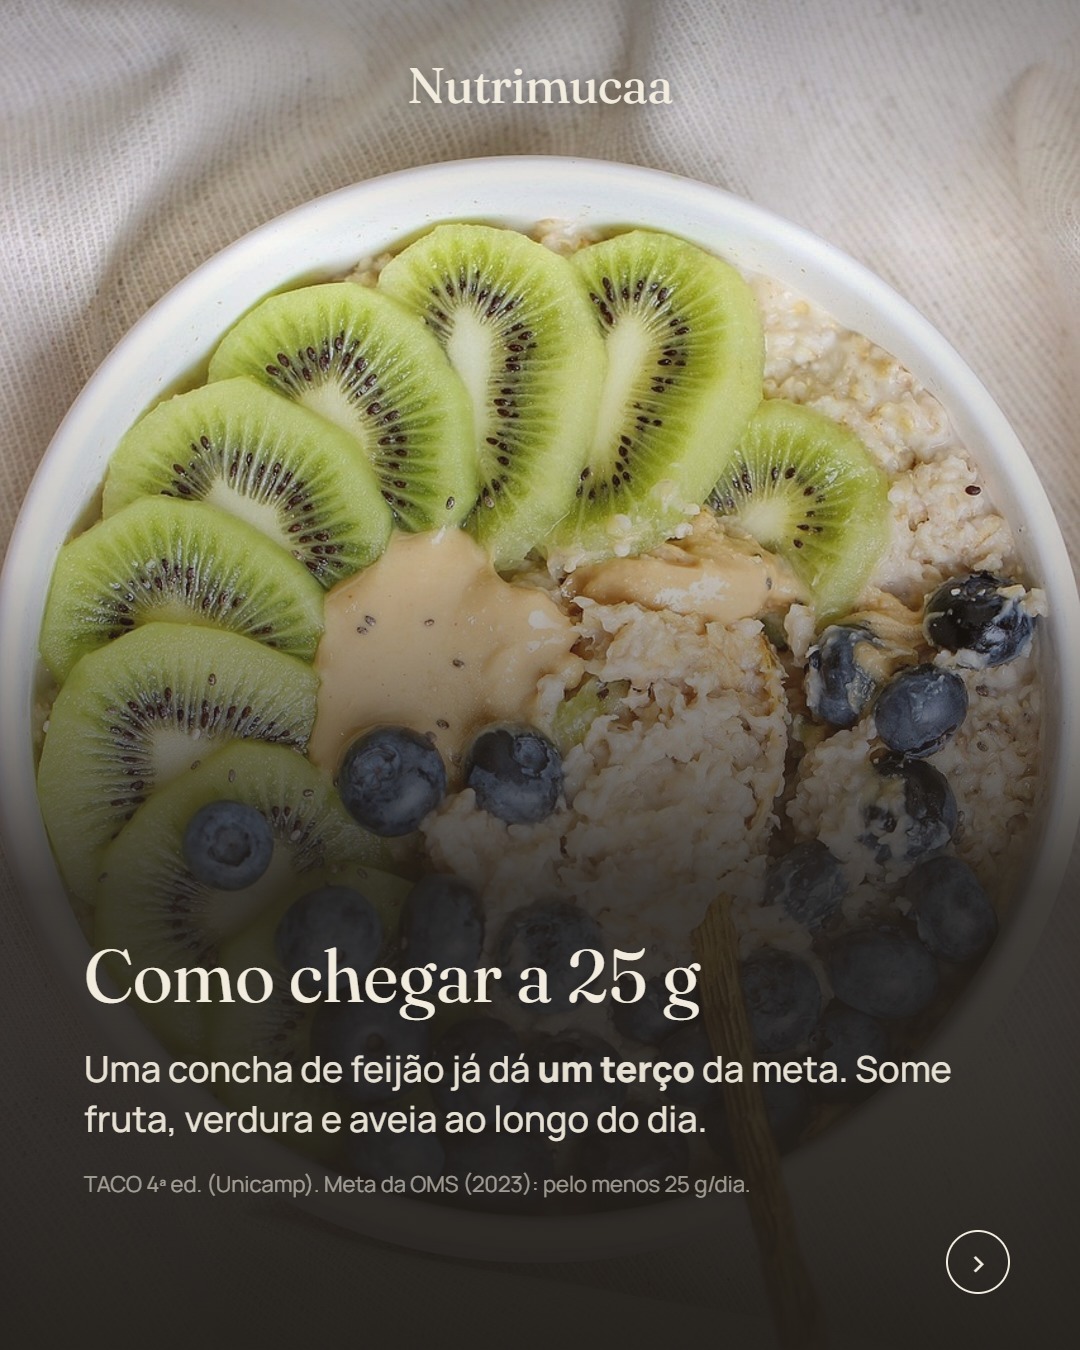 Nutrimucaa
Como chegar a 25 g
Uma concha de feijão já dá um terço da meta. Some
fruta, verdura e aveia ao longo do dia.
TACO 4ª ed. (Unicamp). Meta da OMS (2023): pelo menos 25 g/dia.